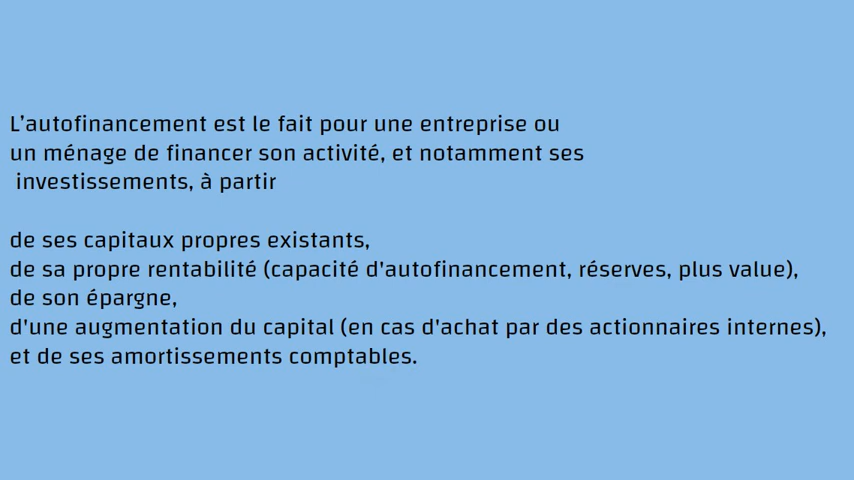 L'autofinancement est le fait pour une entreprise ou
un ménage de financer son activité, et notamment ses
investissements, à partir
de ses capitaux propres existants,
de sa propre rentabilité (capacité d'autofinancement, réserves, plus value),
de son épargne,
d'une augmentation du capital (en cas d'achat par des actionnaires internes),
et de ses amortissements comptables.